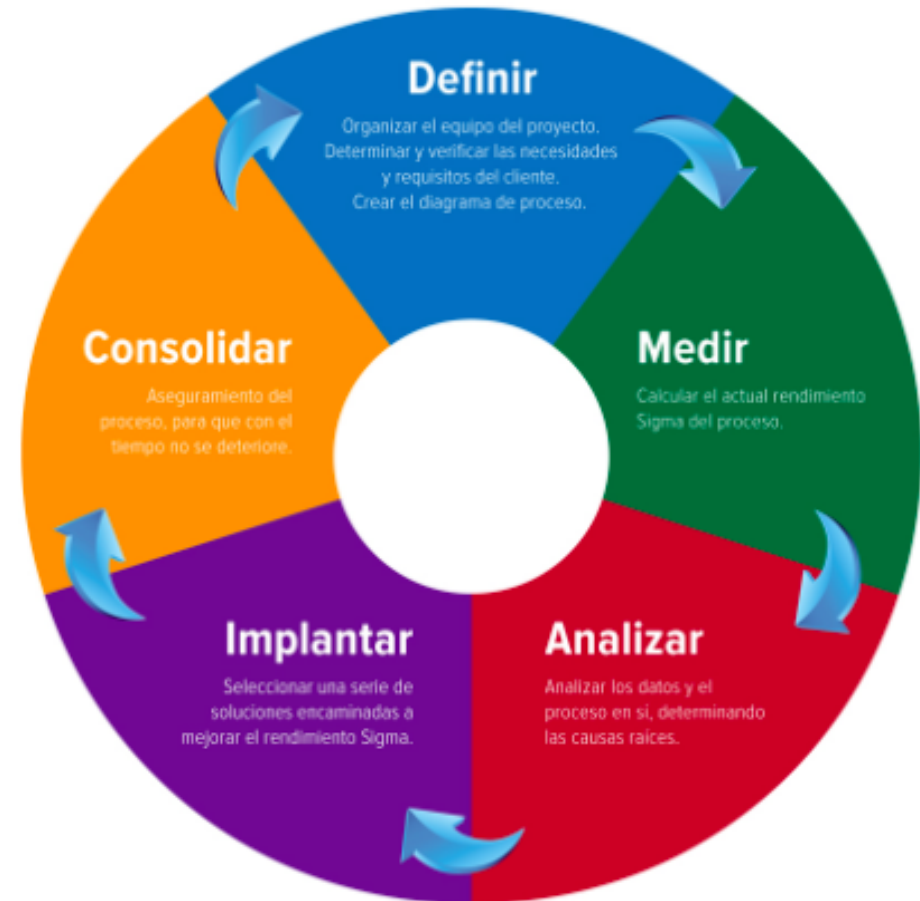 Definir
Organizar el equipo del proyecto.
Determinar y verificar las necesidades
y requisitos del cliente.
Crear el diagrama de proceso.
Medir
Calcular el actual rendimiento
Sigma del proceso.
Analizar
Analizar los datos y el
proceso en si, determinando
las causas raices.
Implantar
Seleccionar una serie de
soluciones encaminadas a
mejorar el rendimiento Sigma.
Consolidar
Aseguramiento del
proceso, para que con el
tiempo no se deteriore.